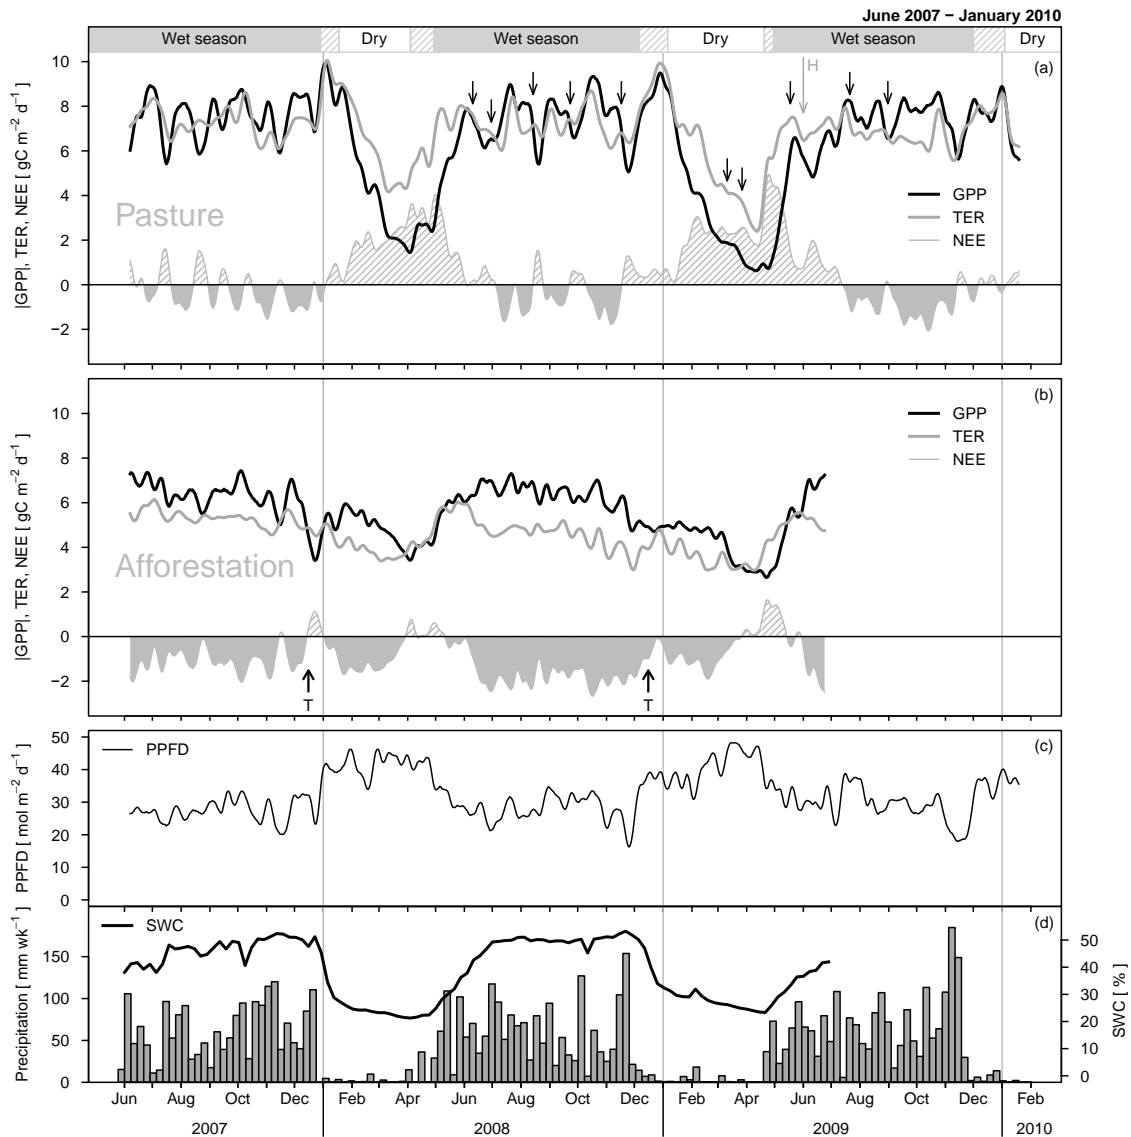 June 2007 − January 2010
Wet season Dry Wet season Dry Wet season Dry
(a)
H
10
8
6
4
2
0
−2
|GPP|, TER, NEE [ gC m−2 d−1 ]
GPP
TER
NEE
Pasture
(b)
10
8
6
4
2
0
−2
|GPP|, TER, NEE [ gC m−2 d−1 ]
GPP
TER
NEE
Afforestation
T T
(c)
PPFD
50
40
30
20
10
0
PPFD [ mol m−2 d−1 ]
(d)
SWC
150
100
50
0
Precipitation [ mm wk−1 ]
50
40
30
20
10
0
SWC [ % ]
Jun Aug Oct Dec Feb Apr Jun Aug Oct Dec Feb Apr Jun Aug Oct Dec Feb
2007 2008 2009 2010